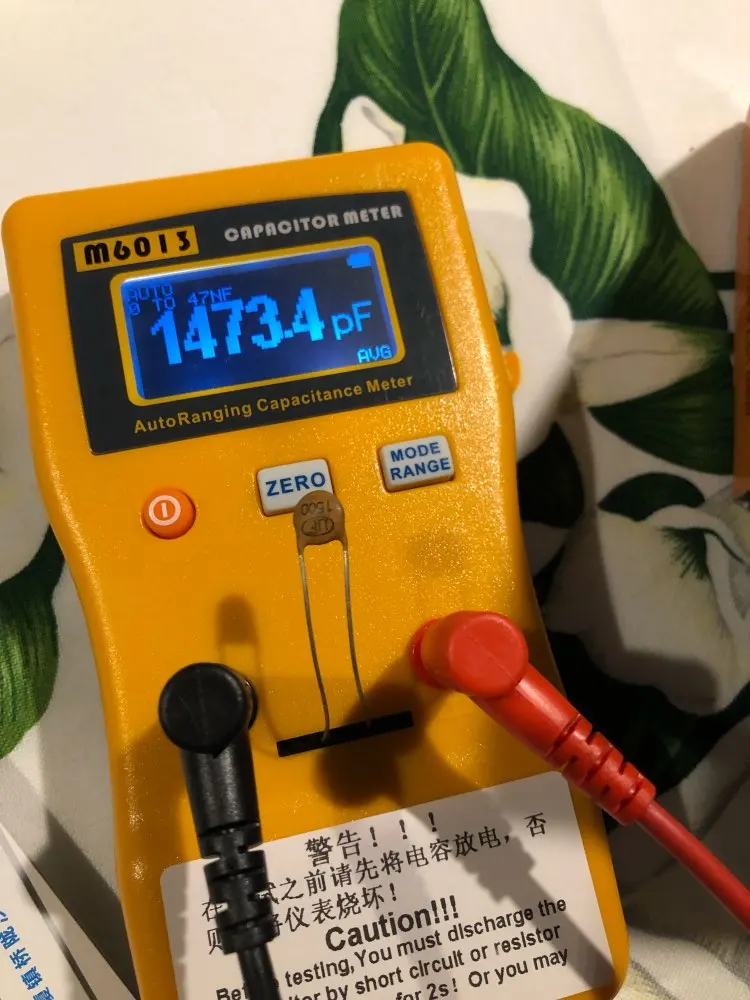 M6013 CAPACITOR METER
AUTO
0 TO 47NF
1473.4 pF
AVG
AutoRanging Capacitance Meter
ZERO
MODE
RANGE
1500
警告!!!
之前请先将电容放电,否
仪表烧坏!
Caution!!!
testing,You must discharge the
by short circuit or resistor
for 2s! Or you may